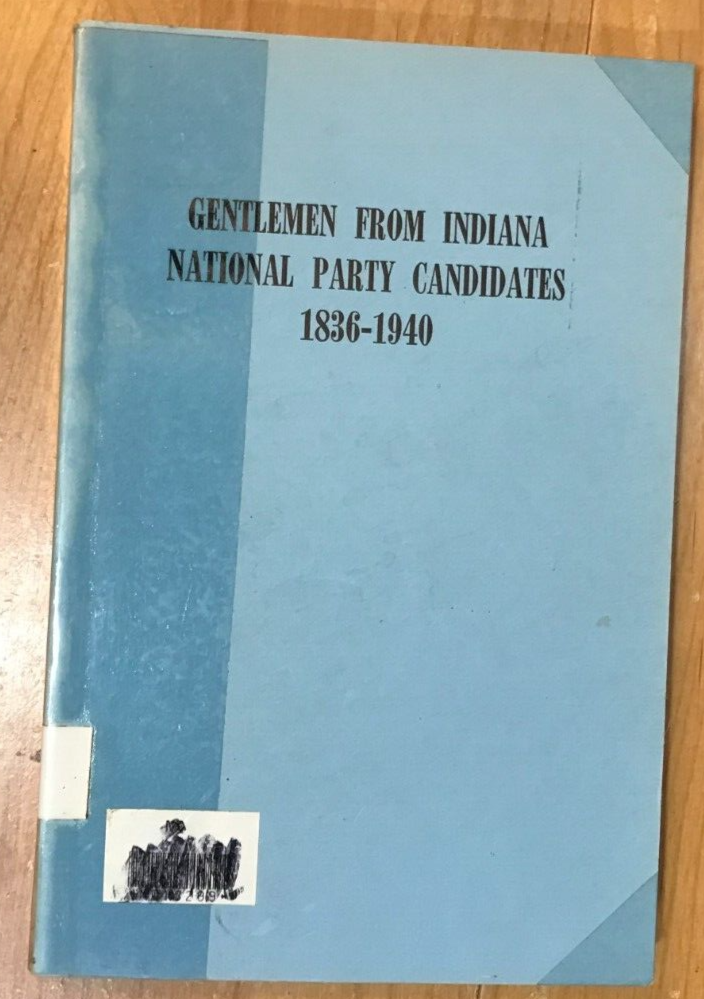 GENTLEMEN FROM INDIANA
NATIONAL PARTY CANDIDATES
1836-1940